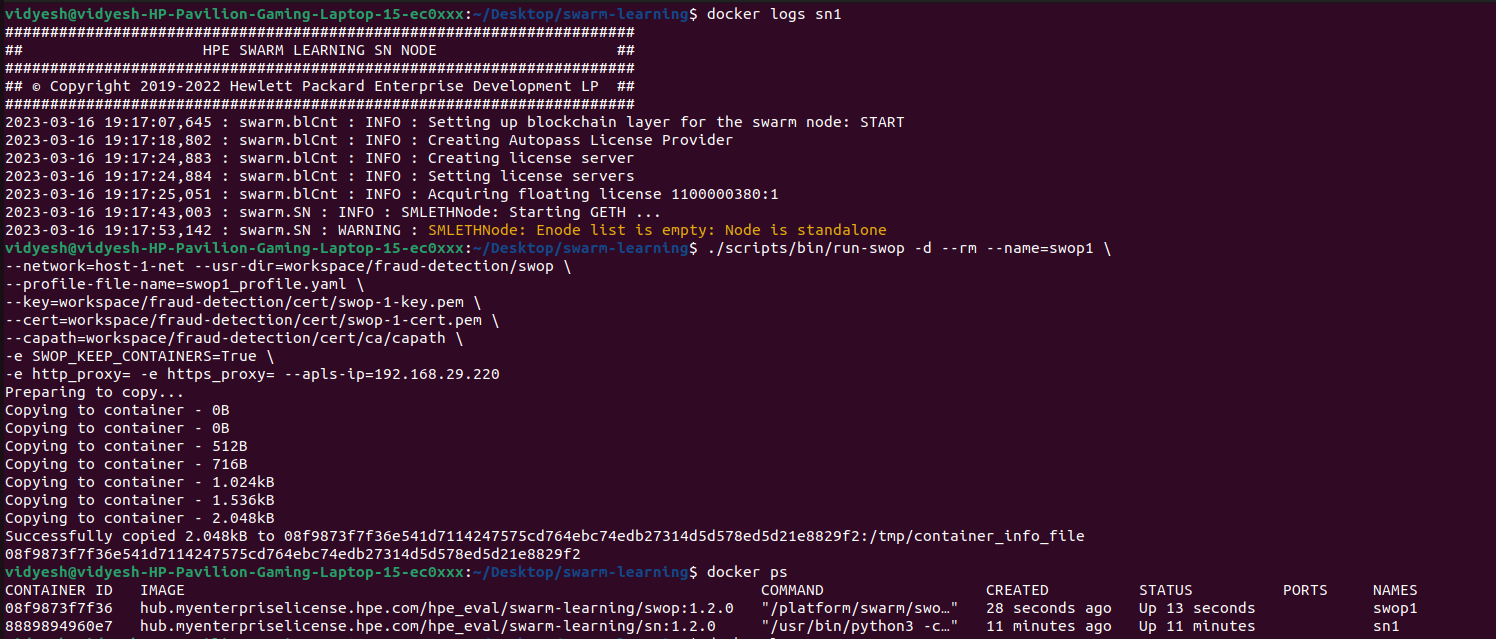 vidyesh@vidyesh-HP-Pavilion-Gaming-Laptop-15-ec0xxx:~/Desktop/swarm-learning$ docker logs sn1
######################################################################
##                    HPE SWARM LEARNING SN NODE                    ##
######################################################################
## © Copyright 2019-2022 Hewlett Packard Enterprise Development LP  ##
######################################################################
2023-03-16 19:17:07,645 : swarm.blCnt : INFO : Setting up blockchain layer for the swarm node: START
2023-03-16 19:17:18,802 : swarm.blCnt : INFO : Creating Autopass License Provider
2023-03-16 19:17:24,883 : swarm.blCnt : INFO : Creating license server
2023-03-16 19:17:24,884 : swarm.blCnt : INFO : Setting license servers
2023-03-16 19:17:25,051 : swarm.blCnt : INFO : Acquiring floating license 1100000380:1
2023-03-16 19:17:43,003 : swarm.SN : INFO : SMLETHNode: Starting GETH ...
2023-03-16 19:17:53,142 : swarm.SN : WARNING : SMLETHNode: Enode list is empty: Node is standalone
vidyesh@vidyesh-HP-Pavilion-Gaming-Laptop-15-ec0xxx:~/Desktop/swarm-learning$ ./scripts/bin/run-swop -d --rm --name=swop1 \
--network=host-1-net --usr-dir=workspace/fraud-detection/swop \
--profile-file-name=swop1_profile.yaml \
--key=workspace/fraud-detection/cert/swop-1-key.pem \
--cert=workspace/fraud-detection/cert/swop-1-cert.pem \
--capath=workspace/fraud-detection/cert/ca/capath \
-e SWOP_KEEP_CONTAINERS=True \
-e http_proxy= -e https_proxy= --apls-ip=192.168.29.220
Preparing to copy...
Copying to container - 0B
Copying to container - 0B
Copying to container - 512B
Copying to container - 716B
Copying to container - 1.024kB
Copying to container - 1.536kB
Copying to container - 2.048kB
Successfully copied 2.048kB to 08f9873f7f36e541d7114247575cd764ebc74edb27314d5d578ed5d21e8829f2:/tmp/container_info_file
08f9873f7f36e541d7114247575cd764ebc74edb27314d5d578ed5d21e8829f2
vidyesh@vidyesh-HP-Pavilion-Gaming-Laptop-15-ec0xxx:~/Desktop/swarm-learning$ docker ps
CONTAINER ID   IMAGE                                                                COMMAND                  CREATED          STATUS          PORTS     NAMES
08f9873f7f36   hub.myenterpriselicense.hpe.com/hpe_eval/swarm-learning/swop:1.2.0   "/platform/swarm/swo…"   28 seconds ago   Up 13 seconds             swop1
8889894960e7   hub.myenterpriselicense.hpe.com/hpe_eval/swarm-learning/sn:1.2.0     "/usr/bin/python3 -c…"   11 minutes ago   Up 11 minutes             sn1